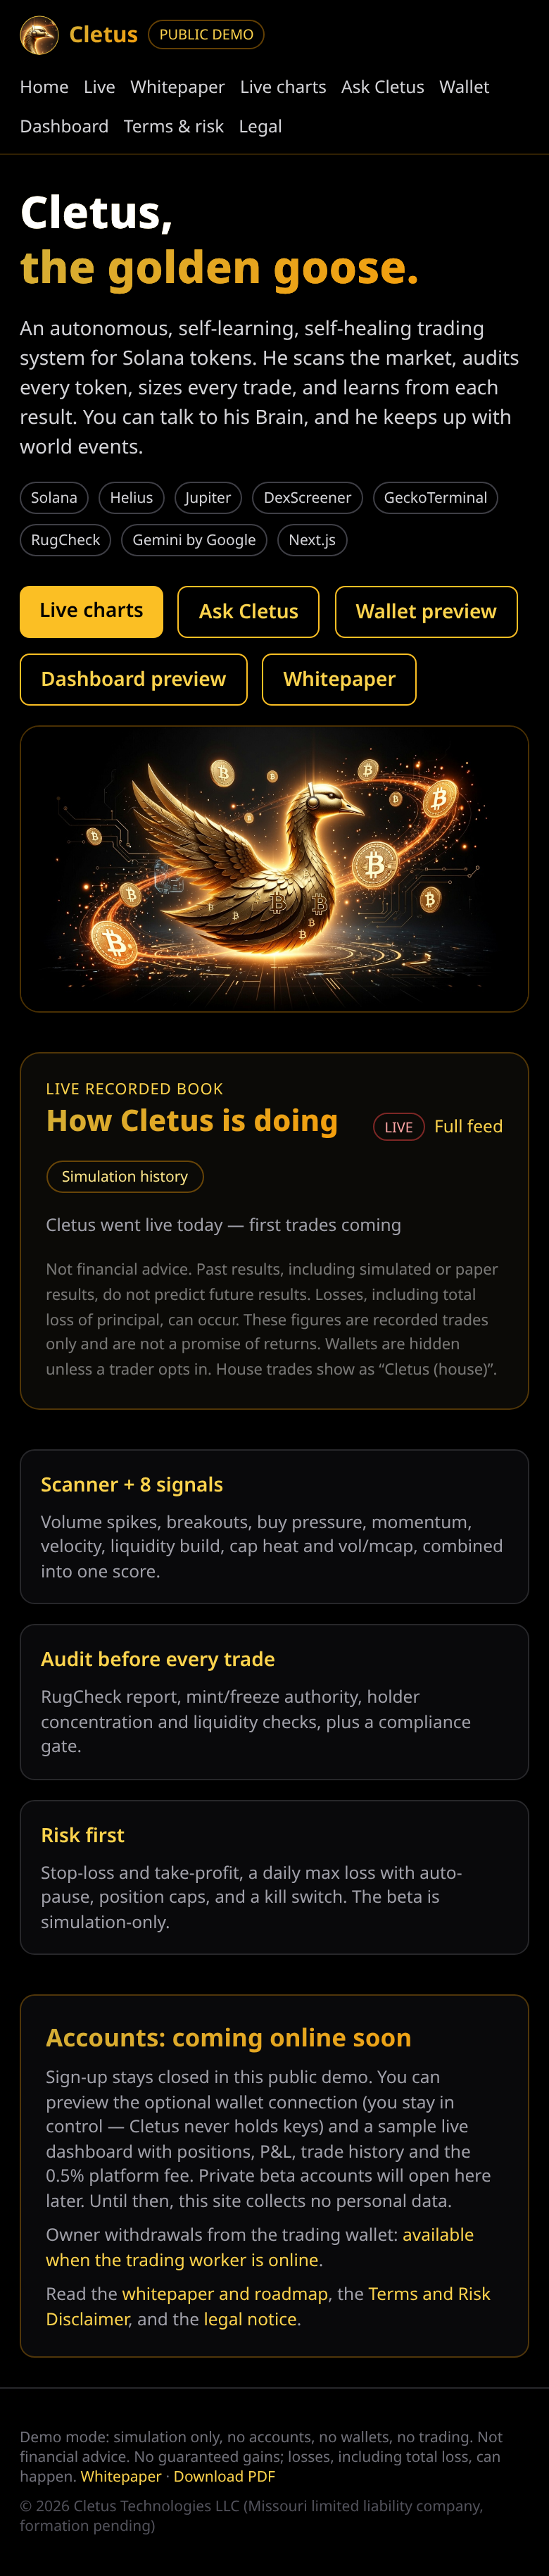 Cletus PUBLIC DEMO
Home Live Whitepaper Live charts Ask Cletus Wallet
Dashboard Terms & risk Legal
Cletus,
the golden goose.
An autonomous, self-learning, self-healing trading
system for Solana tokens. He scans the market, audits
every token, sizes every trade, and learns from each
result. You can talk to his Brain, and he keeps up with
world events.
Solana Helius Jupiter DexScreener GeckoTerminal
RugCheck Gemini by Google Next.js
Live charts Ask Cletus Wallet preview
Dashboard preview Whitepaper
LIVE RECORDED BOOK
How Cletus is doing LIVE Full feed
Simulation history
Cletus went live today — first trades coming
Not financial advice. Past results, including simulated or paper
results, do not predict future results. Losses, including total
loss of principal, can occur. These figures are recorded trades
only and are not a promise of returns. Wallets are hidden
unless a trader opts in. House trades show as “Cletus (house)”.
Scanner + 8 signals
Volume spikes, breakouts, buy pressure, momentum,
velocity, liquidity build, cap heat and vol/mcap, combined
into one score.
Audit before every trade
RugCheck report, mint/freeze authority, holder
concentration and liquidity checks, plus a compliance
gate.
Risk first
Stop-loss and take-profit, a daily max loss with auto-
pause, position caps, and a kill switch. The beta is
simulation-only.
Accounts: coming online soon
Sign-up stays closed in this public demo. You can
preview the optional wallet connection (you stay in
control — Cletus never holds keys) and a sample live
dashboard with positions, P&L, trade history and the
0.5% platform fee. Private beta accounts will open here
later. Until then, this site collects no personal data.
Owner withdrawals from the trading wallet: available
when the trading worker is online.
Read the whitepaper and roadmap, the Terms and Risk
Disclaimer, and the legal notice.
Demo mode: simulation only, no accounts, no wallets, no trading. Not
financial advice. No guaranteed gains; losses, including total loss, can
happen. Whitepaper · Download PDF
© 2026 Cletus Technologies LLC (Missouri limited liability company,
formation pending)